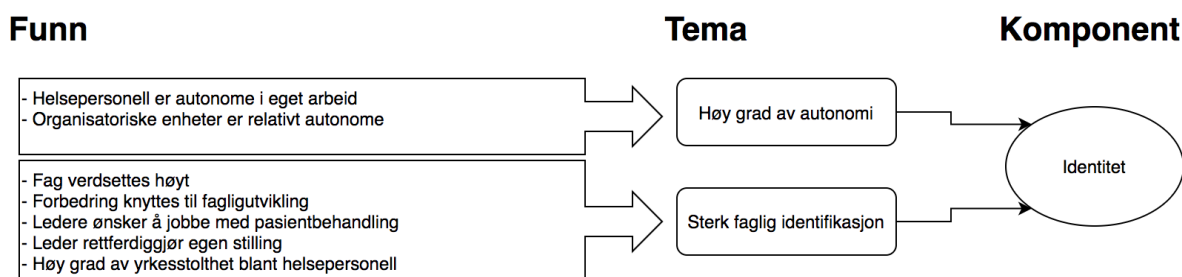 Funn
Tema
Komponent
- Helsepersonell er autonome i eget arbeid
- Organisatoriske enheter er relativt autonome
Høy grad av autonomi
- Fag verdsettes høyt
- Forbedring knyttes til fagligutvikling
- Ledere ønsker å jobbe med pasientbehandling
- Leder rettferdiggjør egen stilling
- Høy grad av yrkesstolthet blant helsepersonell
Sterk faglig identifikasjon
Identitet